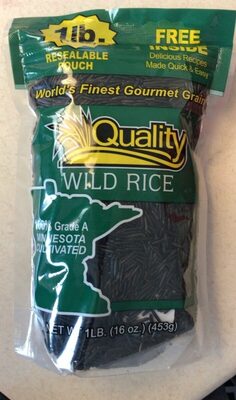 1lb.
RESEALABLE
POUCH
FREE
INSIDE
Delicious Recipes
Made Quick & Easy
World's Finest Gourmet Grain
Quality
WILD RICE
100% Grade A
MINNESOTA
CULTIVATED
NET WT 1LB. (16 oz.) (453g)